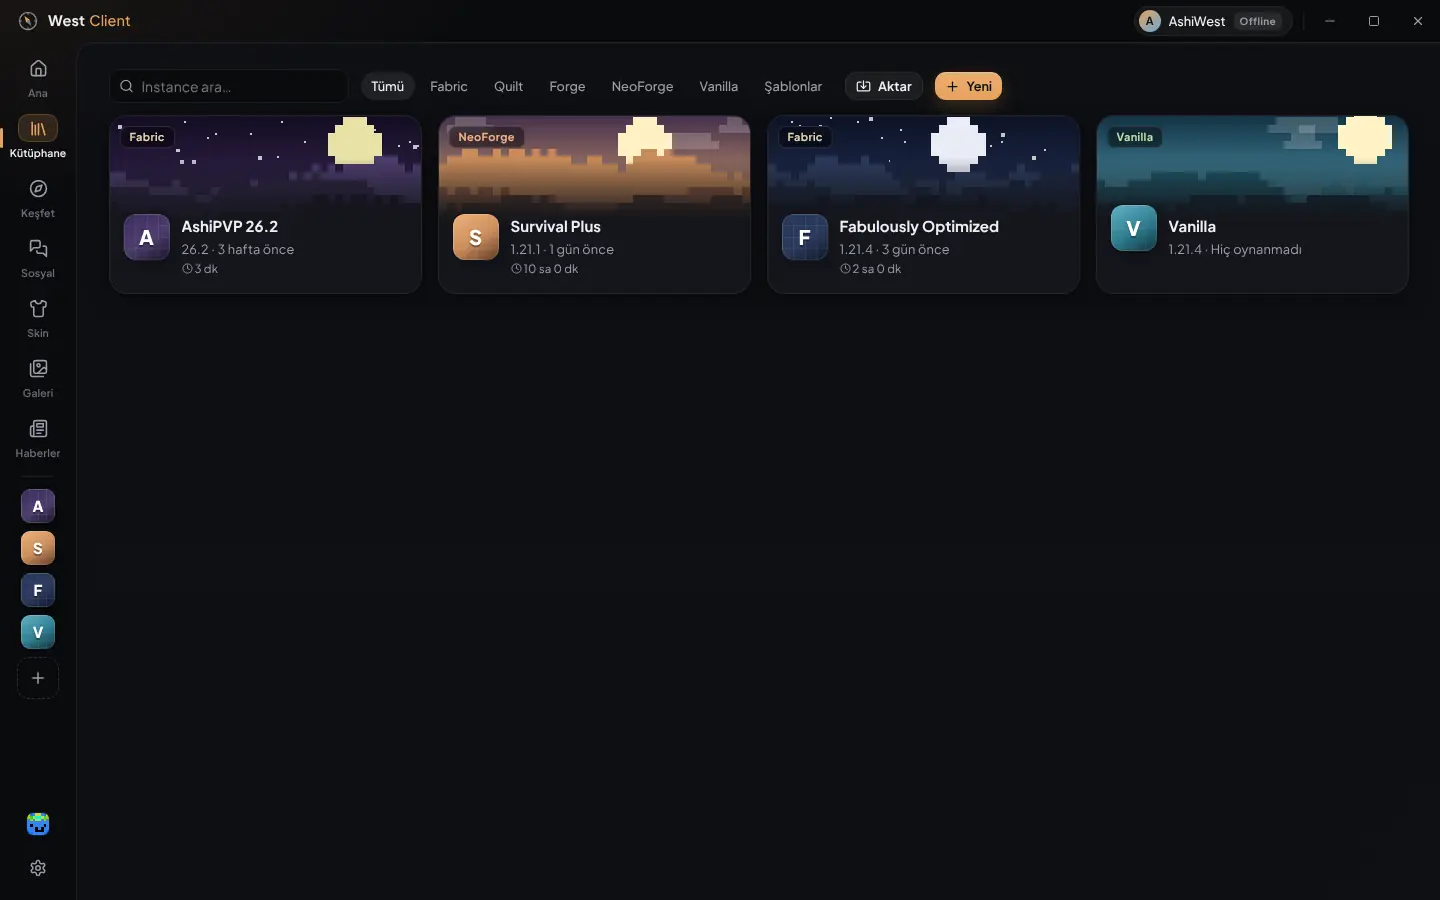 West Client
A AshiWest Offline
Ana
Kütüphane
Keşfet
Sosyal
Skin
Galeri
Haberler
A
S
F
V
Instance ara...
Tümü Fabric Quilt Forge NeoForge Vanilla Şablonlar Aktar Yeni
Fabric
A
AshiPVP 26.2
26.2 · 3 hafta önce
3 dk
NeoForge
S
Survival Plus
1.21.1 · 1 gün önce
10 sa 0 dk
Fabric
F
Fabulously Optimized
1.21.4 · 3 gün önce
2 sa 0 dk
Vanilla
V
Vanilla
1.21.4 · Hiç oynanmadı